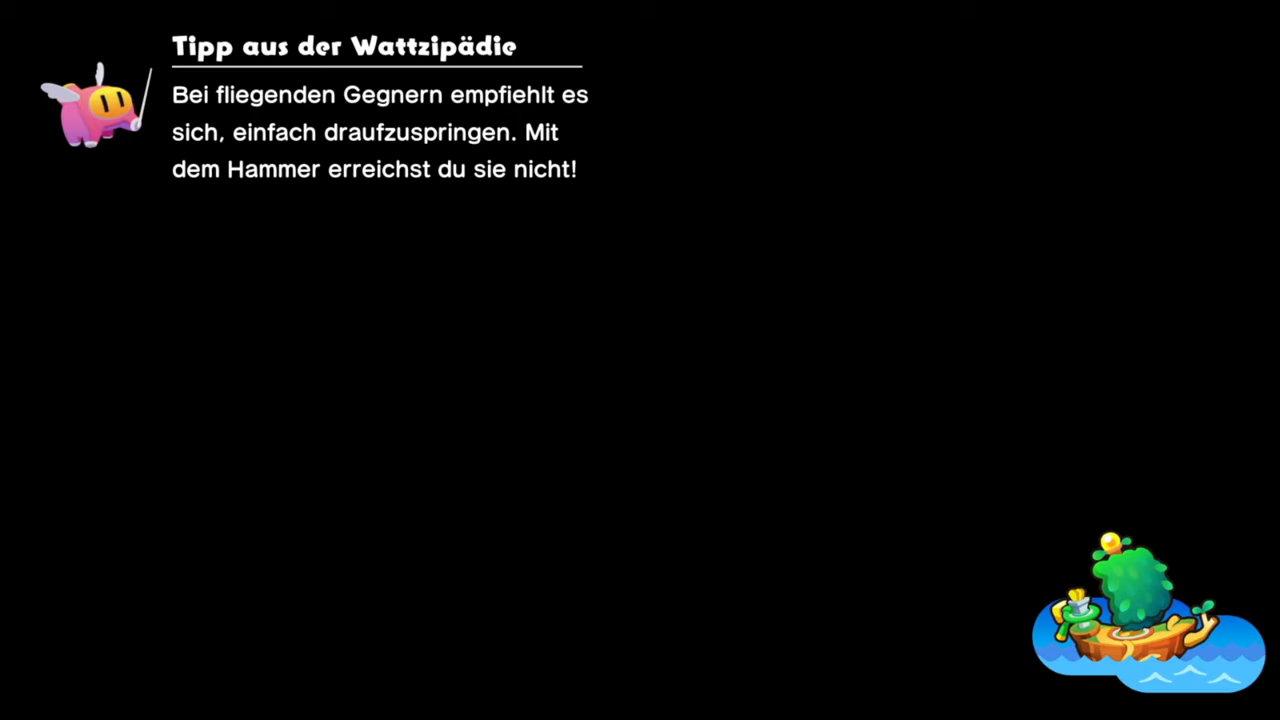 Tipp aus der Wattzipädie
Bei fliegenden Gegnern empfiehlt es
sich, einfach draufzuspringen. Mit
dem Hammer erreichst du sie nicht!